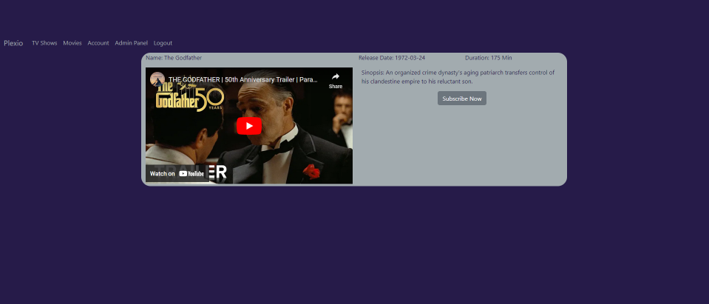 Plexio TV Shows Movies Account Admin Panel Logout
Name: The Godfather Release Date: 1972-03-24 Duration: 175 Min
THE GODFATHER | 50th Anniversary Trailer | Para...
Share
The
Godfather 50
YEARS
Watch on YouTube
ER
Sinopsis: An organized crime dynasty's aging patriarch transfers control of
his clandestine empire to his reluctant son.
Subscribe Now